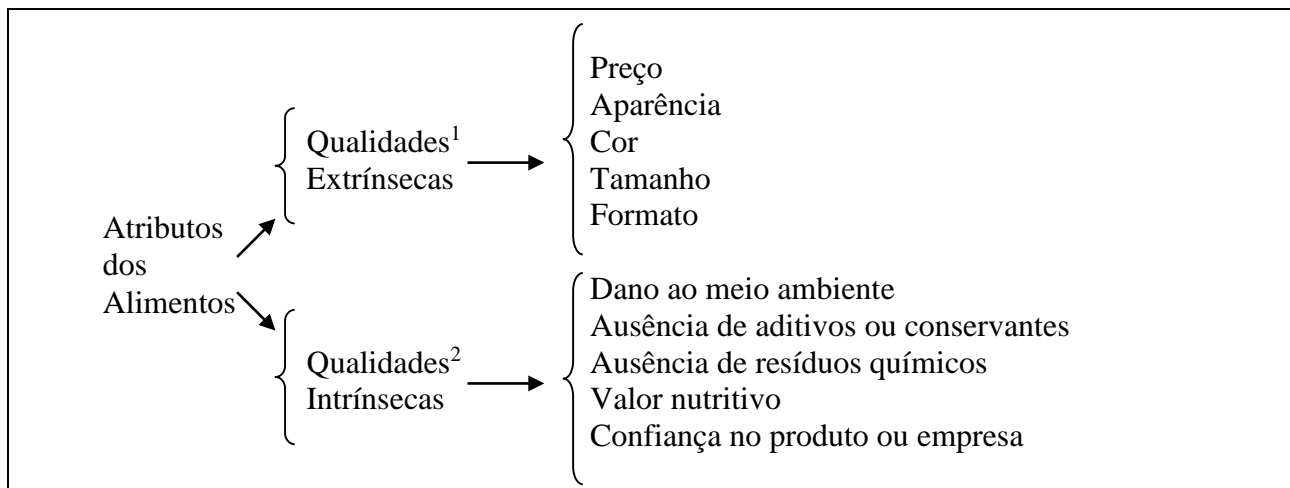 Atributos
dos
Alimentos
Qualidades¹
Extrínsecas
Preço
Aparência
Cor
Tamanho
Formato
Qualidades²
Intrínsecas
Dano ao meio ambiente
Ausência de aditivos ou conservantes
Ausência de resíduos químicos
Valor nutritivo
Confiança no produto ou empresa